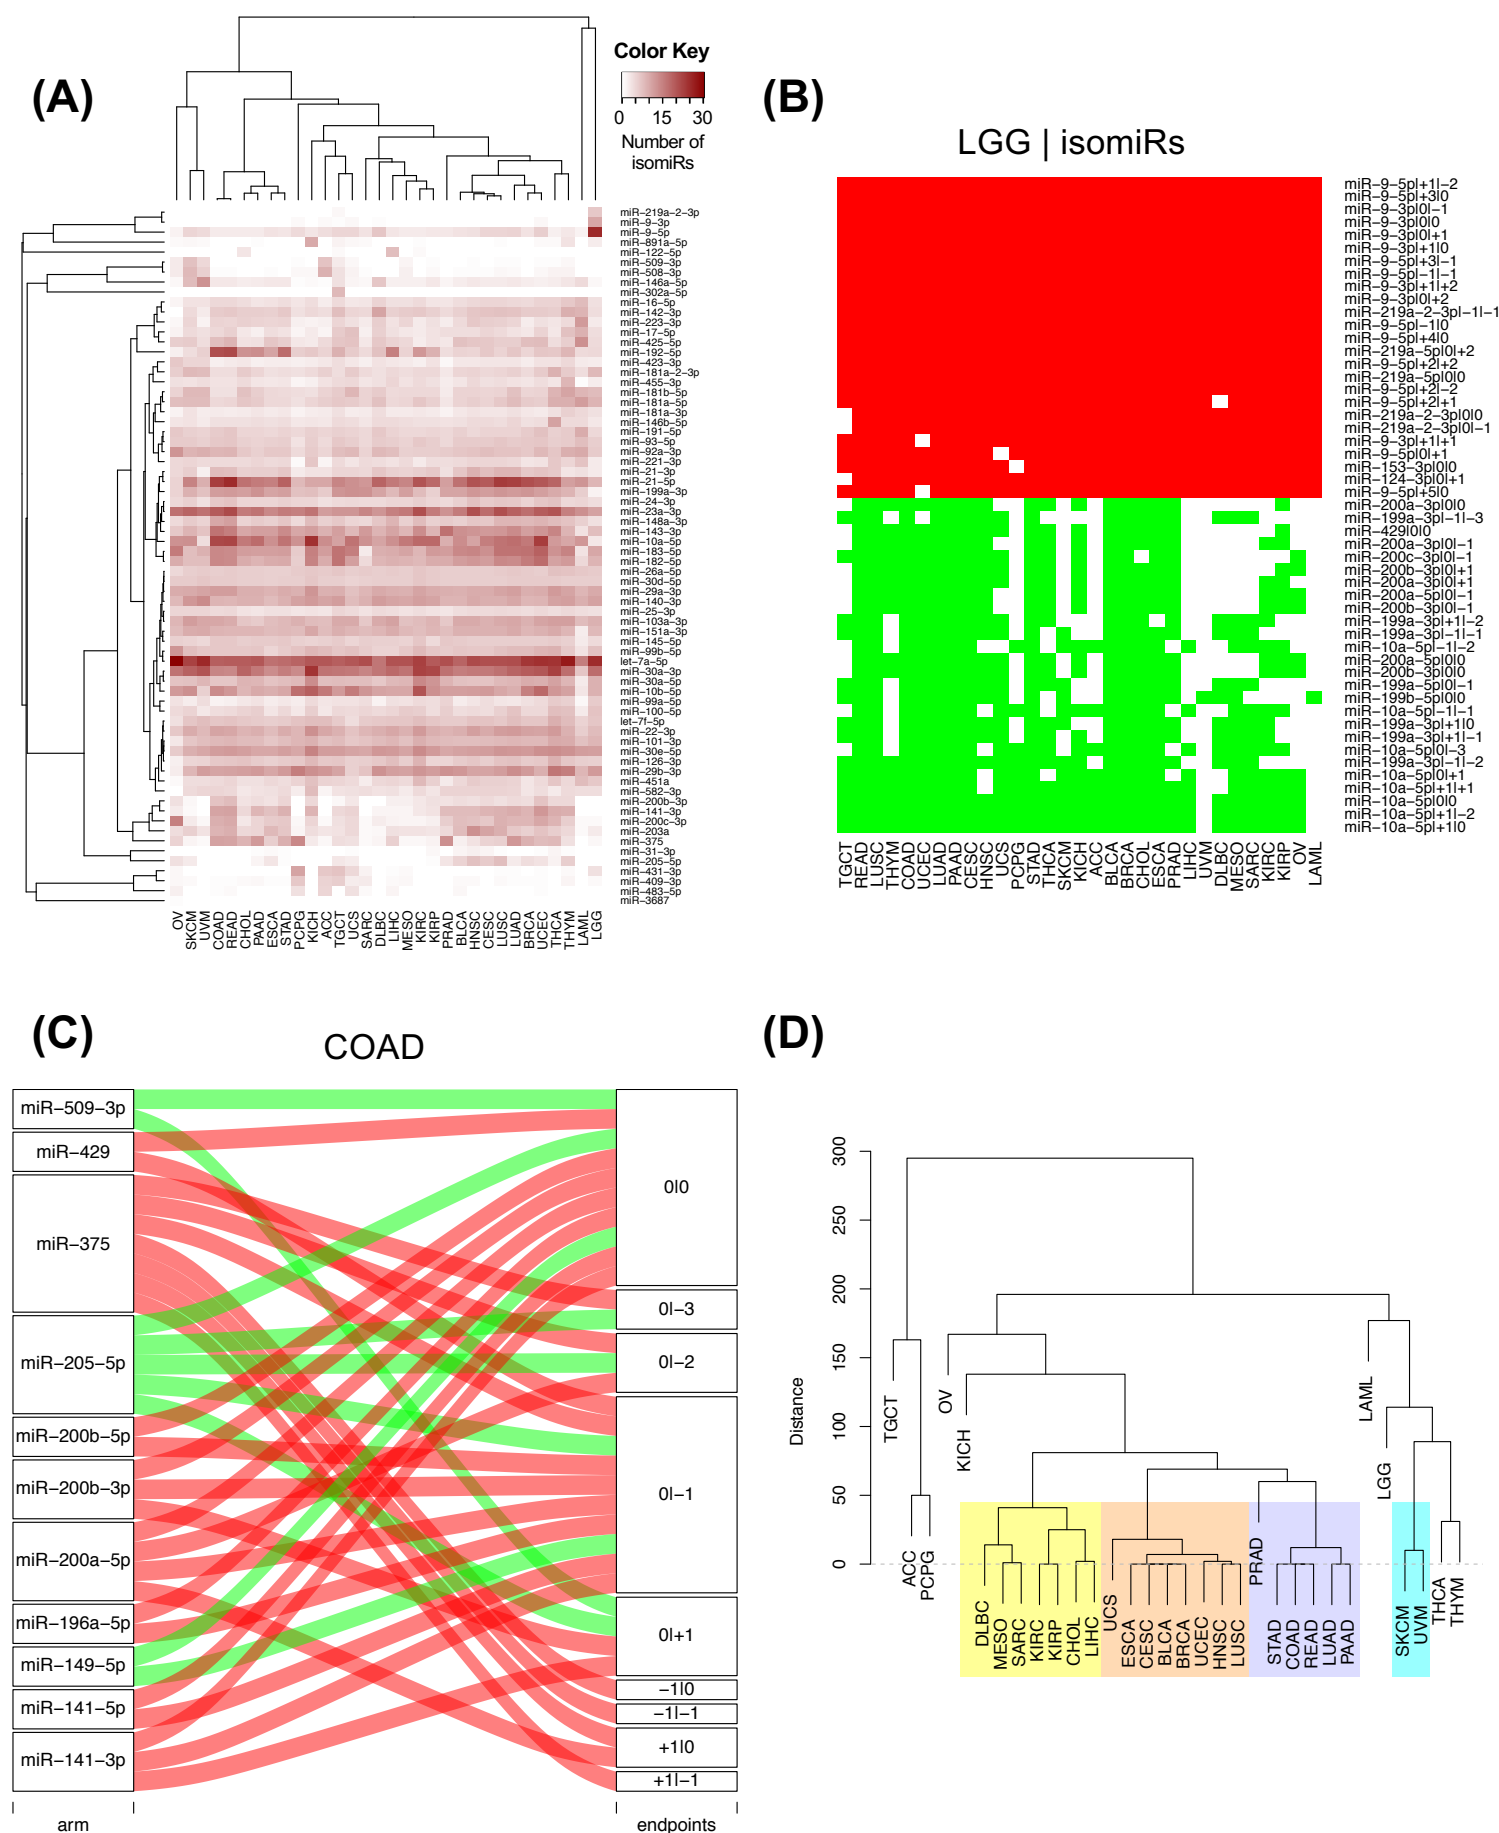 (A)
Color Key
0 15 30
Number of
isomiRs
miR−219a−2−3p
miR−9−3p
miR−9−5p
miR−891a−5p
miR−122−5p
miR−509−3p
miR−508−3p
miR−146a−5p
miR−302a−5p
miR−16−5p
miR−142−3p
miR−223−3p
miR−17−5p
miR−425−5p
miR−192−5p
miR−423−3p
miR−181a−2−3p
miR−455−3p
miR−181b−5p
miR−181a−5p
miR−181a−3p
miR−146b−5p
miR−191−5p
miR−93−5p
miR−92a−3p
miR−221−3p
miR−21−3p
miR−21−5p
miR−199a−3p
miR−24−3p
miR−23a−3p
miR−148a−3p
miR−143−3p
miR−10a−5p
miR−183−5p
miR−182−5p
miR−26a−5p
miR−30d−5p
miR−29a−3p
miR−140−3p
miR−25−3p
miR−103a−3p
miR−151a−3p
miR−145−5p
miR−99b−5p
let−7a−5p
miR−30a−3p
miR−30a−5p
miR−10b−5p
miR−99a−5p
miR−100−5p
let−7f−5p
miR−22−3p
miR−101−3p
miR−30e−5p
miR−126−3p
miR−29b−3p
miR−451a
miR−582−3p
miR−200b−3p
miR−141−3p
miR−200c−3p
miR−203a
miR−375
miR−31−3p
miR−205−5p
miR−431−3p
miR−409−3p
miR−483−5p
miR−3687
OV
SKCM
UVM
COAD
READ
CHOL
PAAD
ESCA
STAD
PCPG
KICH
ACC
TGCT
UCS
SARC
DLBC
LIHC
MESO
KIRC
KIRP
PRAD
BLCA
HNSC
CESC
LUSC
LUAD
BRCA
UCEC
THCA
THYM
LAML
LGG
(B)
LGG | isomiRs
miR−9−5p|+1|−2
miR−9−5p|+3|0
miR−9−3p|0|−1
miR−9−3p|0|0
miR−9−3p|0|+1
miR−9−3p|+1|0
miR−9−5p|+3|−1
miR−9−5p|−1|−1
miR−9−3p|+1|+2
miR−9−3p|0|+2
miR−219a−2−3p|−1|−1
miR−9−5p|−1|0
miR−9−5p|+4|0
miR−219a−5p|0|+2
miR−9−5p|+2|+2
miR−219a−5p|0|0
miR−9−5p|+2|−2
miR−9−5p|+2|+1
miR−219a−2−3p|0|0
miR−219a−2−3p|0|−1
miR−9−3p|+1|+1
miR−9−5p|0|+1
miR−153−3p|0|0
miR−124−3p|0|+1
miR−9−5p|+5|0
miR−200a−3p|0|0
miR−199a−3p|−1|−3
miR−429|0|0
miR−200a−3p|0|−1
miR−200c−3p|0|−1
miR−200b−3p|0|+1
miR−200a−3p|0|+1
miR−200a−5p|0|−1
miR−200b−3p|0|−1
miR−199a−3p|+1|−2
miR−199a−3p|−1|−1
miR−10a−5p|−1|−2
miR−200a−5p|0|0
miR−200b−3p|0|0
miR−199a−5p|0|−1
miR−199b−5p|0|0
miR−10a−5p|−1|−1
miR−199a−3p|+1|0
miR−199a−3p|+1|−1
miR−10a−5p|0|−3
miR−199a−3p|−1|−2
miR−10a−5p|0|+1
miR−10a−5p|+1|+1
miR−10a−5p|0|0
miR−10a−5p|+1|−2
miR−10a−5p|+1|0
TGCT
READ
LUSC
THYM
COAD
UCEC
LUAD
PAAD
CESC
HNSC
UCS
PCPG
STAD
THCA
SKCM
KICH
ACC
BLCA
BRCA
CHOL
ESCA
PRAD
LIHC
UVM
DLBC
MESO
SARC
KIRC
KIRP
OV
LAML
(C)
COAD
miR−509−3p
miR−429
miR−375
miR−205−5p
miR−200b−5p
miR−200b−3p
miR−200a−5p
miR−196a−5p
miR−149−5p
miR−141−5p
miR−141−3p
arm
0|0
0|−3
0|−2
0|−1
0|+1
−1|0
−1|−1
+1|0
+1|−1
endpoints
(D)
Distance
300
250
200
150
100
50
0
TGCT
ACC
PCPG
OV
KICH
DLBC
MESO
SARC
KIRC
KIRP
CHOL
LIHC
UCS
ESCA
CESC
BLCA
BRCA
UCEC
HNSC
LUSC
PRAD
STAD
COAD
READ
LUAD
PAAD
LAML
LGG
SKCM
UVM
THCA
THYM